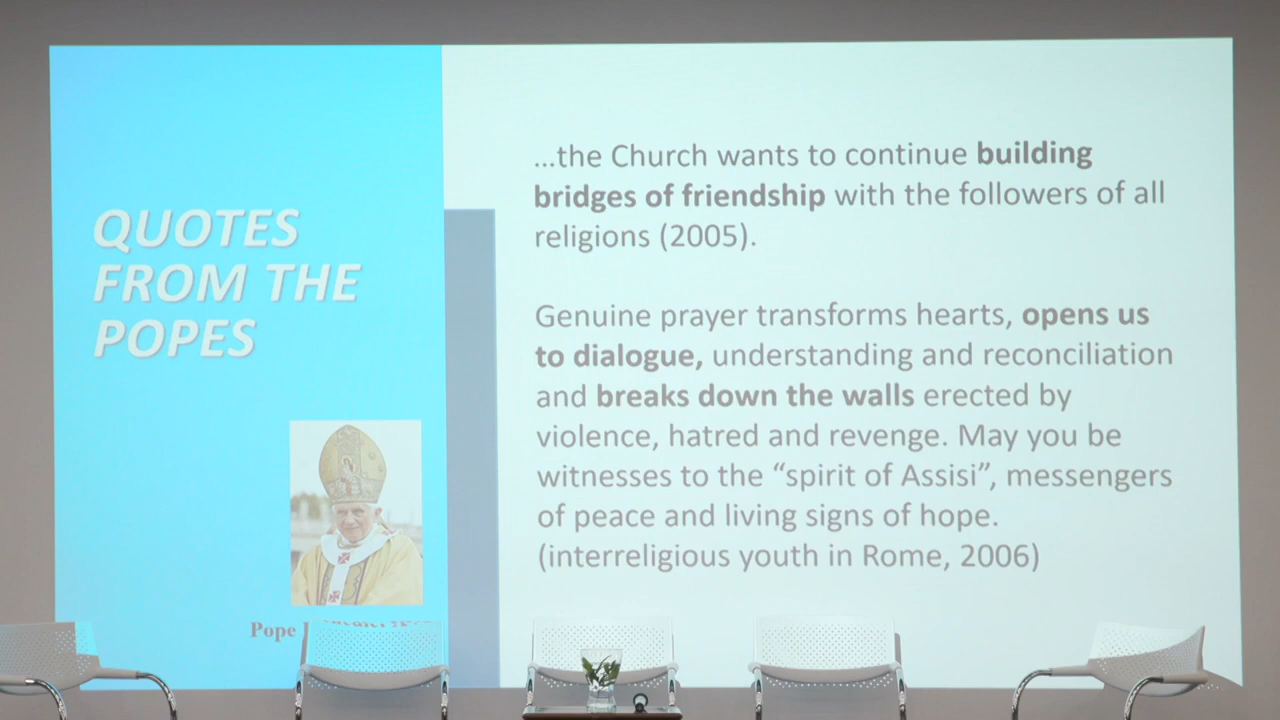 QUOTES
FROM THE
POPES
Pope
...the Church wants to continue building
bridges of friendship with the followers of all
religions (2005).
Genuine prayer transforms hearts, opens us
to dialogue, understanding and reconciliation
and breaks down the walls erected by
violence, hatred and revenge. May you be
witnesses to the “spirit of Assisi”, messengers
of peace and living signs of hope.
(interreligious youth in Rome, 2006)